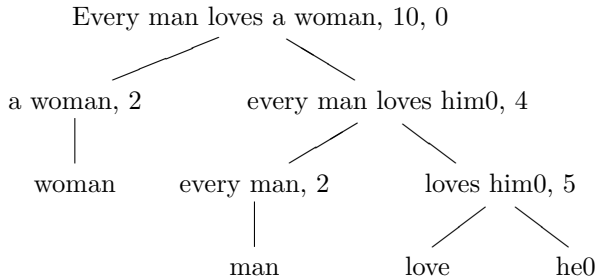 Every man loves a woman, 10, 0
a woman, 2 every man loves him0, 4
woman every man, 2 loves him0, 5
man love he0